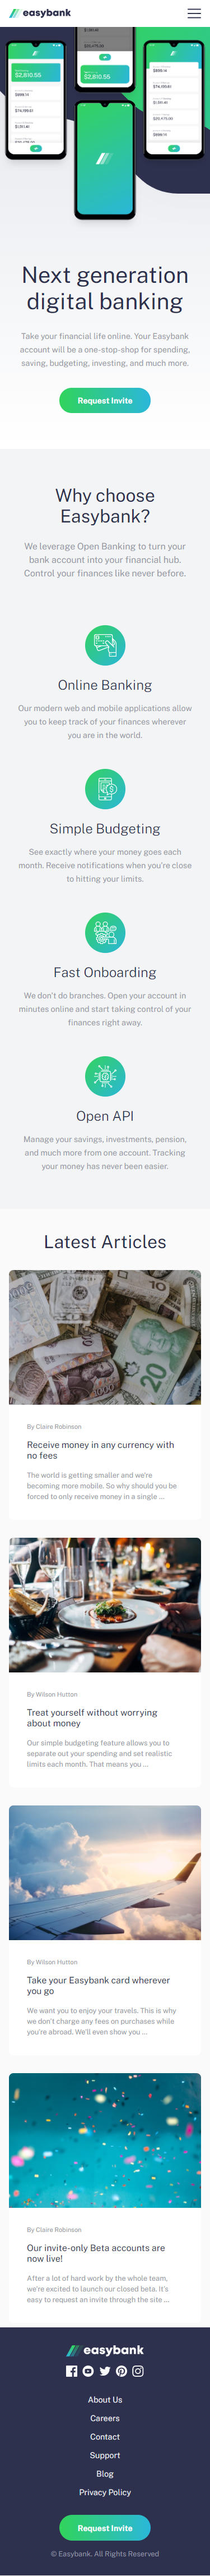 easybank
Next generation
digital banking
Take your financial life online. Your Easybank
account will be a one-stop-shop for spending,
saving, budgeting, investing, and much more.
Request Invite
Why choose
Easybank?
We leverage Open Banking to turn your
bank account into your financial hub.
Control your finances like never before.
Online Banking
Our modern web and mobile applications allow
you to keep track of your finances wherever
you are in the world.
Simple Budgeting
See exactly where your money goes each
month. Receive notifications when you're close
to hitting your limits.
Fast Onboarding
We don't do branches. Open your account in
minutes online and start taking control of your
finances right away.
Open API
Manage your savings, investments, pension,
and much more from one account. Tracking
your money has never been easier.
Latest Articles
By Claire Robinson
Receive money in any currency with
no fees
The world is getting smaller and we're
becoming more mobile. So why should you be
forced to only receive money in a single ...
By Wilson Hutton
Treat yourself without worrying
about money
Our simple budgeting feature allows you to
separate out your spending and set realistic
limits each month. That means you ...
By Wilson Hutton
Take your Easybank card wherever
you go
We want you to enjoy your travels. This is why
we don't charge any fees on purchases while
you're abroad. We'll even show you ...
By Claire Robinson
Our invite-only Beta accounts are
now live!
After a lot of hard work by the whole team,
we're excited to launch our closed beta. It's
easy to request an invite through the site ...
easybank
About Us
Careers
Contact
Support
Blog
Privacy Policy
Request Invite
© Easybank. All Rights Reserved